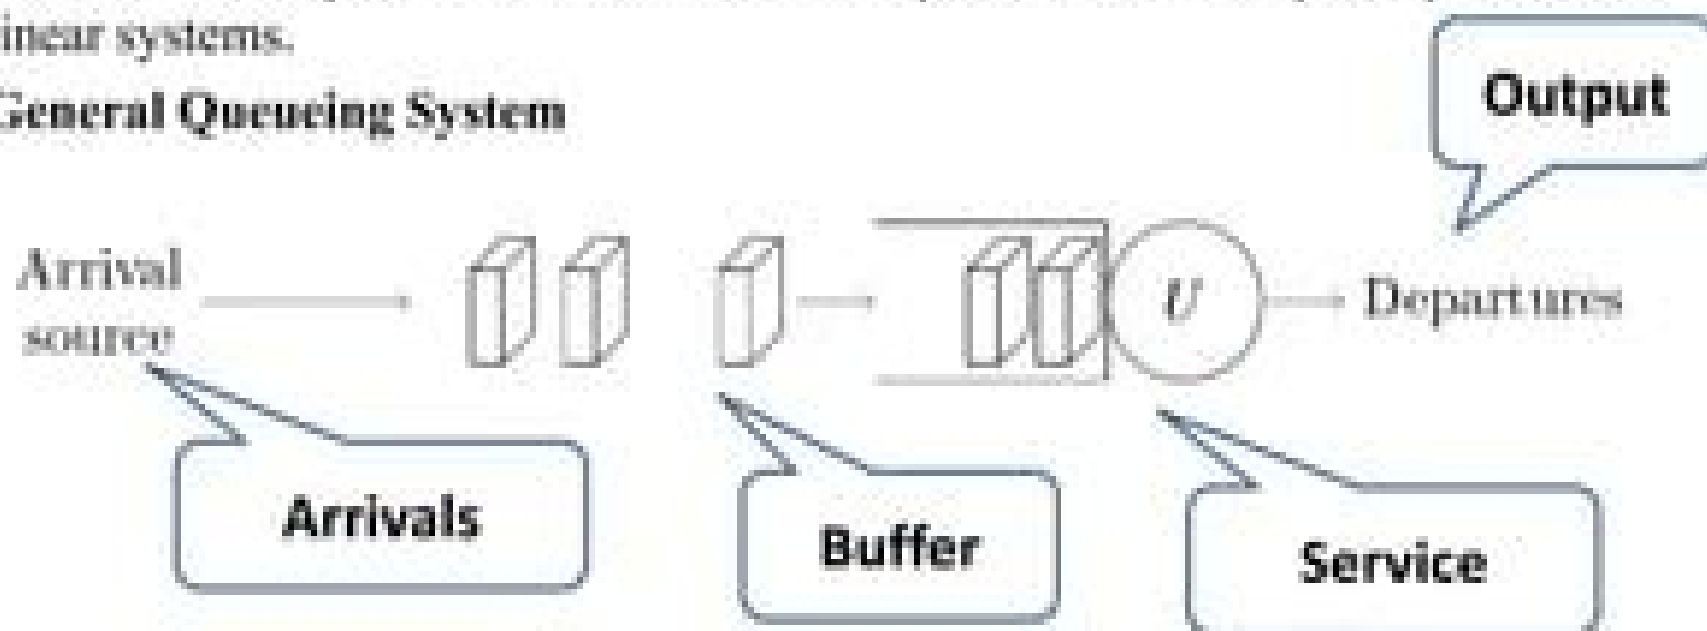 inear systems.
General Queueing System
Output
Arrival
source
U
Departures
Arrivals
Buffer
Service